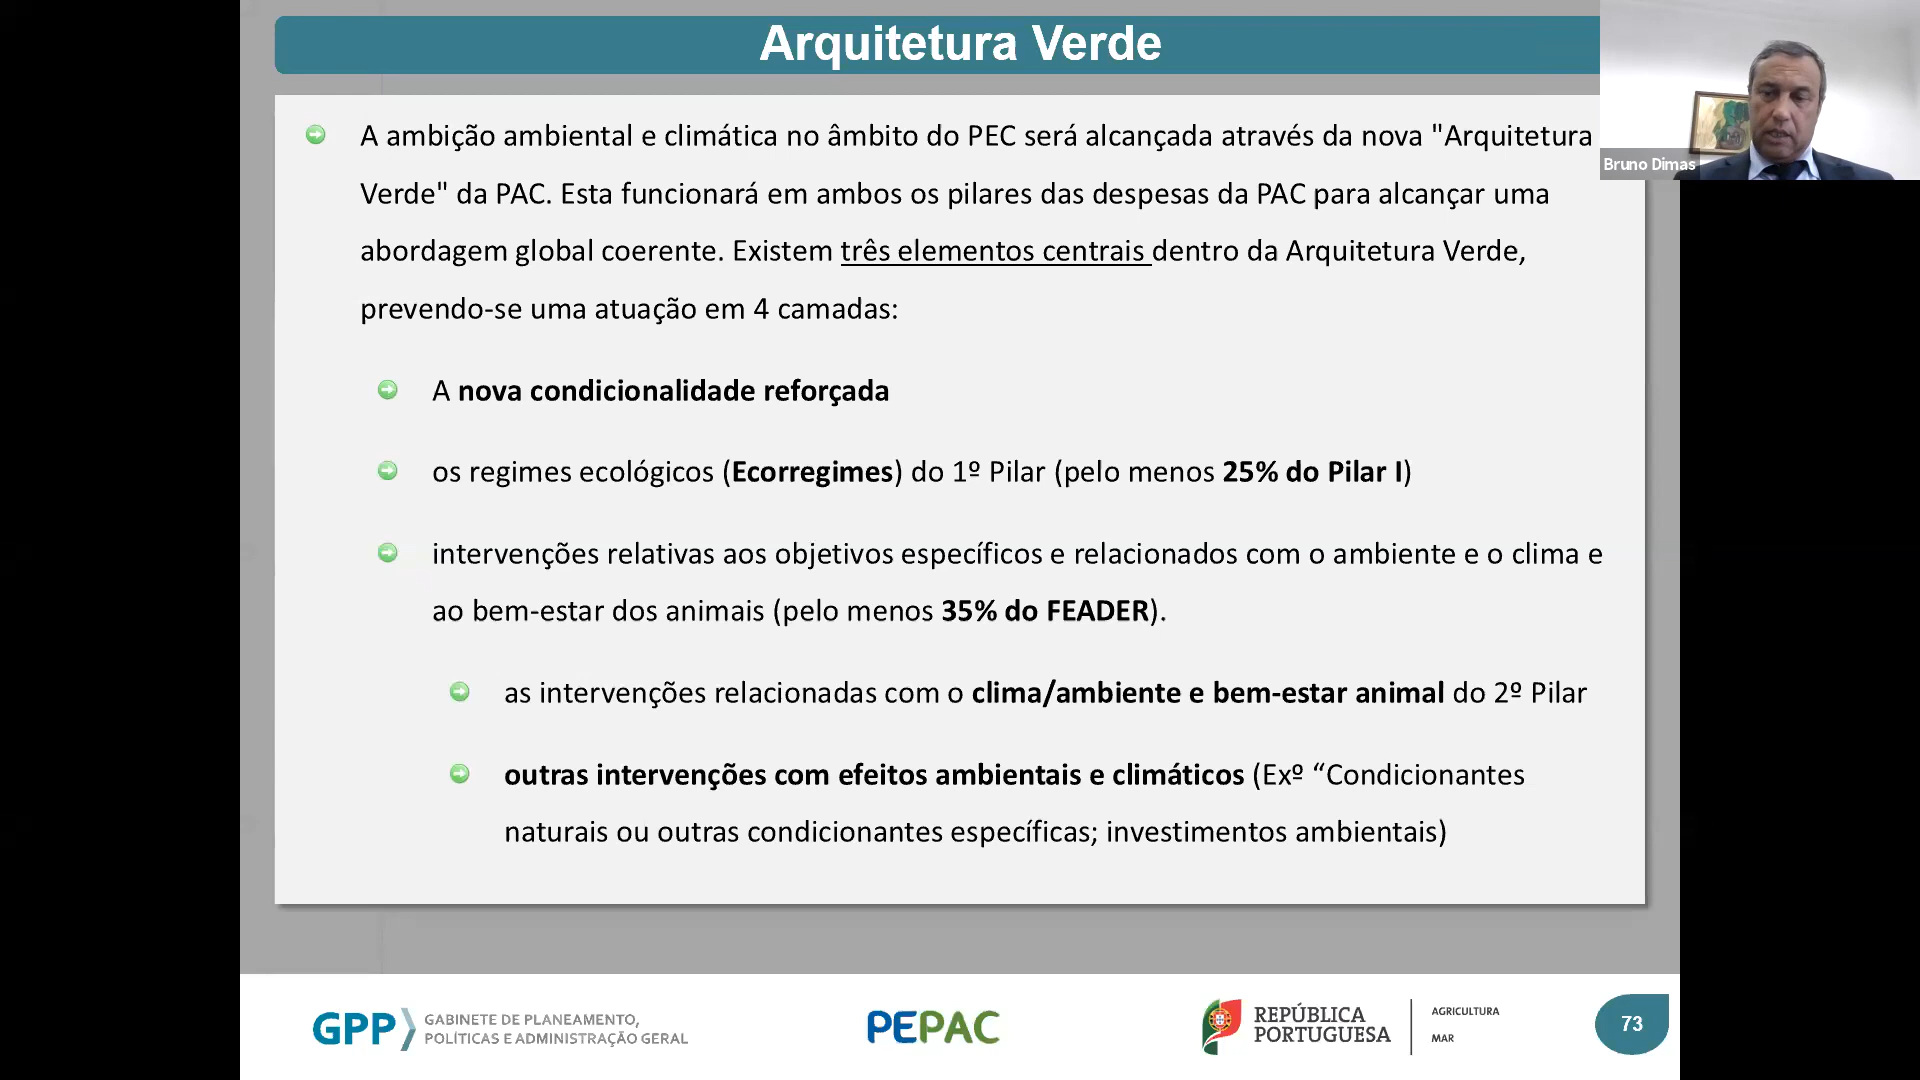 Arquitetura Verde
Bruno Dimas
A ambição ambiental e climática no âmbito do PEC será alcançada através da nova "Arquitetura
Verde" da PAC. Esta funcionará em ambos os pilares das despesas da PAC para alcançar uma
abordagem global coerente. Existem três elementos centrais dentro da Arquitetura Verde,
prevendo-se uma atuação em 4 camadas:
A nova condicionalidade reforçada
os regimes ecológicos (Ecorregimes) do 1º Pilar (pelo menos 25% do Pilar I)
intervenções relativas aos objetivos específicos e relacionados com o ambiente e o clima e
ao bem-estar dos animais (pelo menos 35% do FEADER).
as intervenções relacionadas com o clima/ambiente e bem-estar animal do 2º Pilar
outras intervenções com efeitos ambientais e climáticos (Exº “Condicionantes
naturais ou outras condicionantes específicas; investimentos ambientais)
GPP
GABINETE DE PLANEAMENTO,
POLÍTICAS E ADMINISTRAÇÃO GERAL
PEPAC
REPÚBLICA
PORTUGUESA
AGRICULTURA
MAR
73